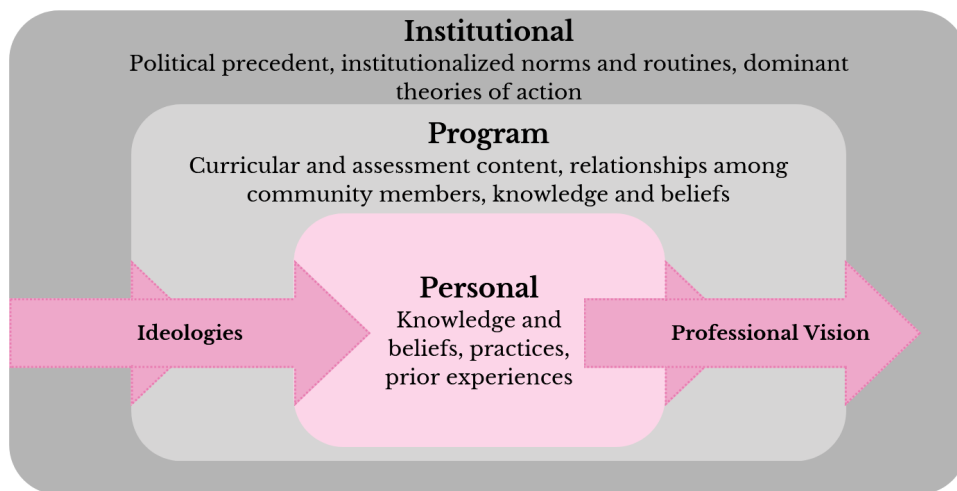 Institutional
Political precedent, institutionalized norms and routines, dominant
theories of action
Program
Curricular and assessment content, relationships among
community members, knowledge and beliefs
Personal
Knowledge and
beliefs, practices,
prior experiences
Ideologies
Professional Vision